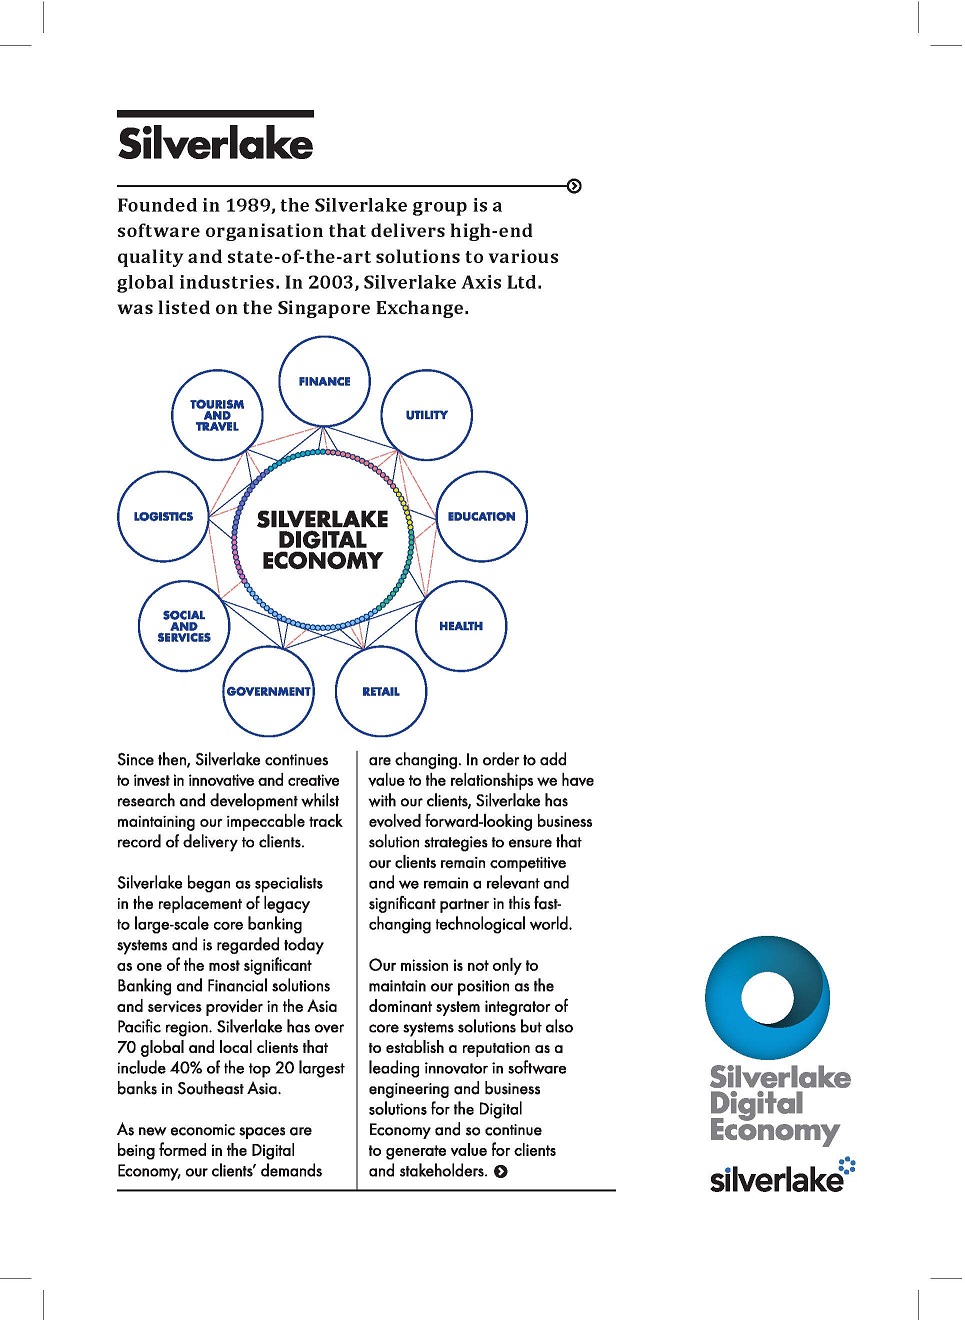 Silverlake
Founded in 1989, the Silverlake group is a
software organisation that delivers high-end
quality and state-of-the-art solutions to various
global industries. In 2003, Silverlake Axis Ltd.
was listed on the Singapore Exchange.
FINANCE
TOURISM
AND
TRAVEL
UTILITY
LOGISTICS
EDUCATION
SILVERLAKE
DIGITAL
ECONOMY
SOCIAL
AND
SERVICES
HEALTH
GOVERNMENT
RETAIL
Since then, Silverlake continues
to invest in innovative and creative
research and development whilst
maintaining our impeccable track
record of delivery to clients.
Silverlake began as specialists
in the replacement of legacy
to large-scale core banking
systems and is regarded today
as one of the most significant
Banking and Financial solutions
and services provider in the Asia
Pacific region. Silverlake has over
70 global and local clients that
include 40% of the top 20 largest
banks in Southeast Asia.
As new economic spaces are
being formed in the Digital
Economy, our clients’ demands
are changing. In order to add
value to the relationships we have
with our clients, Silverlake has
evolved forward-looking business
solution strategies to ensure that
our clients remain competitive
and we remain a relevant and
significant partner in this fast-
changing technological world.
Our mission is not only to
maintain our position as the
dominant system integrator of
core systems solutions but also
to establish a reputation as a
leading innovator in software
engineering and business
solutions for the Digital
Economy and so continue
to generate value for clients
and stakeholders.
Silverlake
Digital
Economy
silverlake